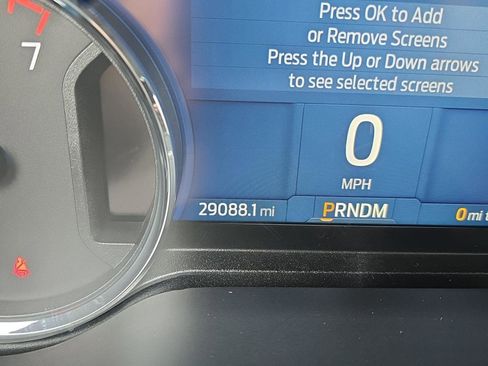 Press OK to Add
or Remove Screens
Press the Up or Down arrows
to see selected screens
7
0
MPH
29088.1 mi
PRNDM
0 mi t